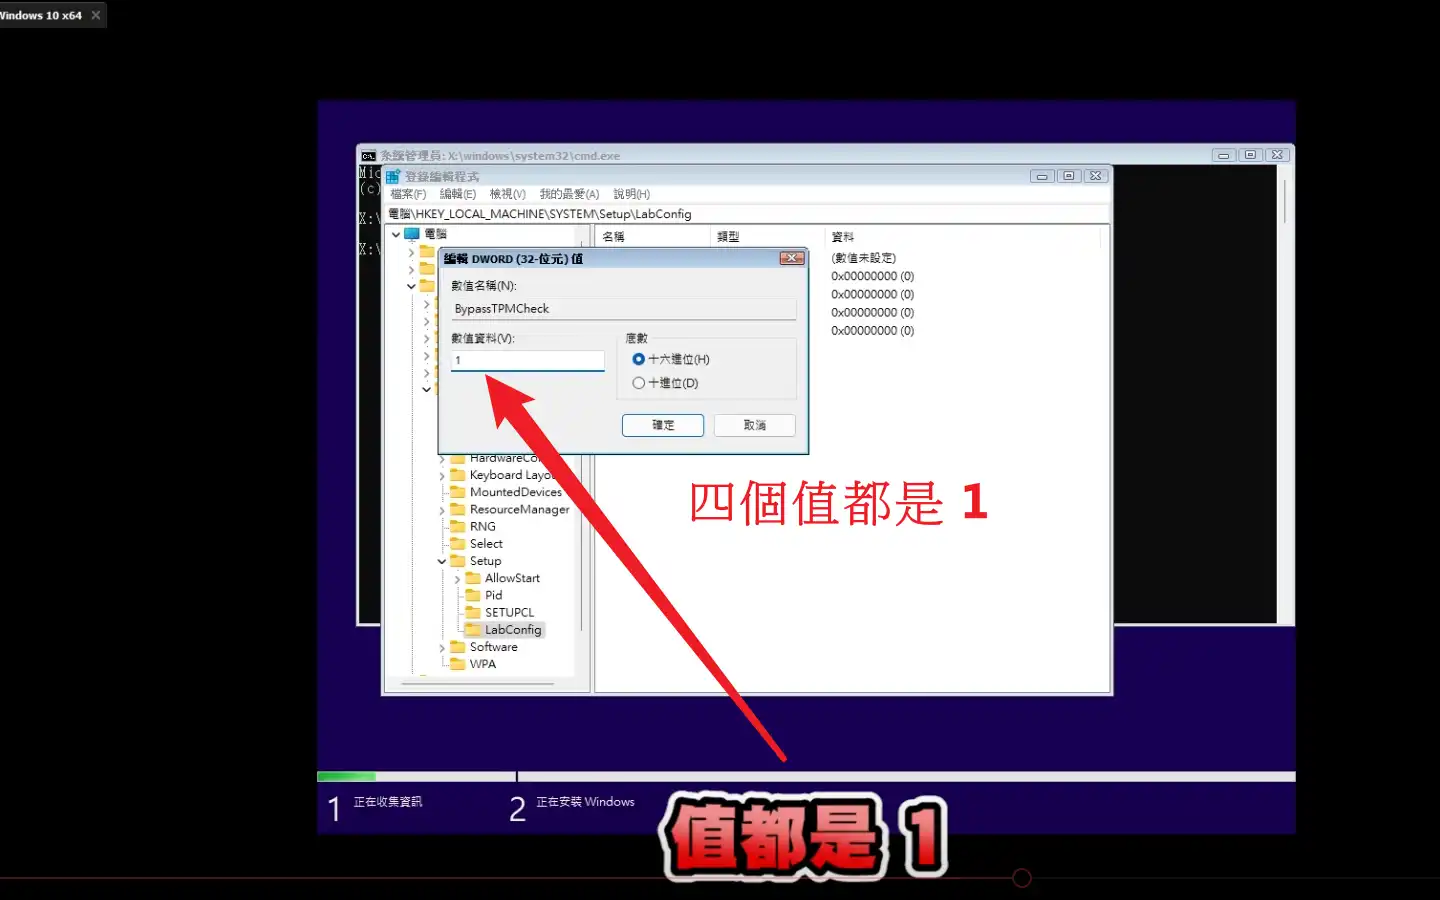 Windows 10 x64
系統管理員: X:\windows\system32\cmd.exe
Mic
(c)
X:\
X:\
登錄編輯程式
檔案(F) 編輯(E) 檢視(V) 我的最愛(A) 說明(H)
電腦\HKEY_LOCAL_MACHINE\SYSTEM\Setup\LabConfig
電腦
名稱 類型 資料
(數值未設定)
0x00000000 (0)
0x00000000 (0)
0x00000000 (0)
0x00000000 (0)
編輯 DWORD (32-位元) 值
數值名稱(N):
BypassTPMCheck
數值資料(V):
1
底數
十六進位(H)
十進位(D)
確定 取消
HardwareCon
Keyboard Layou
MountedDevices
ResourceManager
RNG
Select
Setup
AllowStart
Pid
SETUPCL
LabConfig
Software
WPA
四個值都是 1
1 正在收集資訊
2 正在安裝 Windows
值都是 1